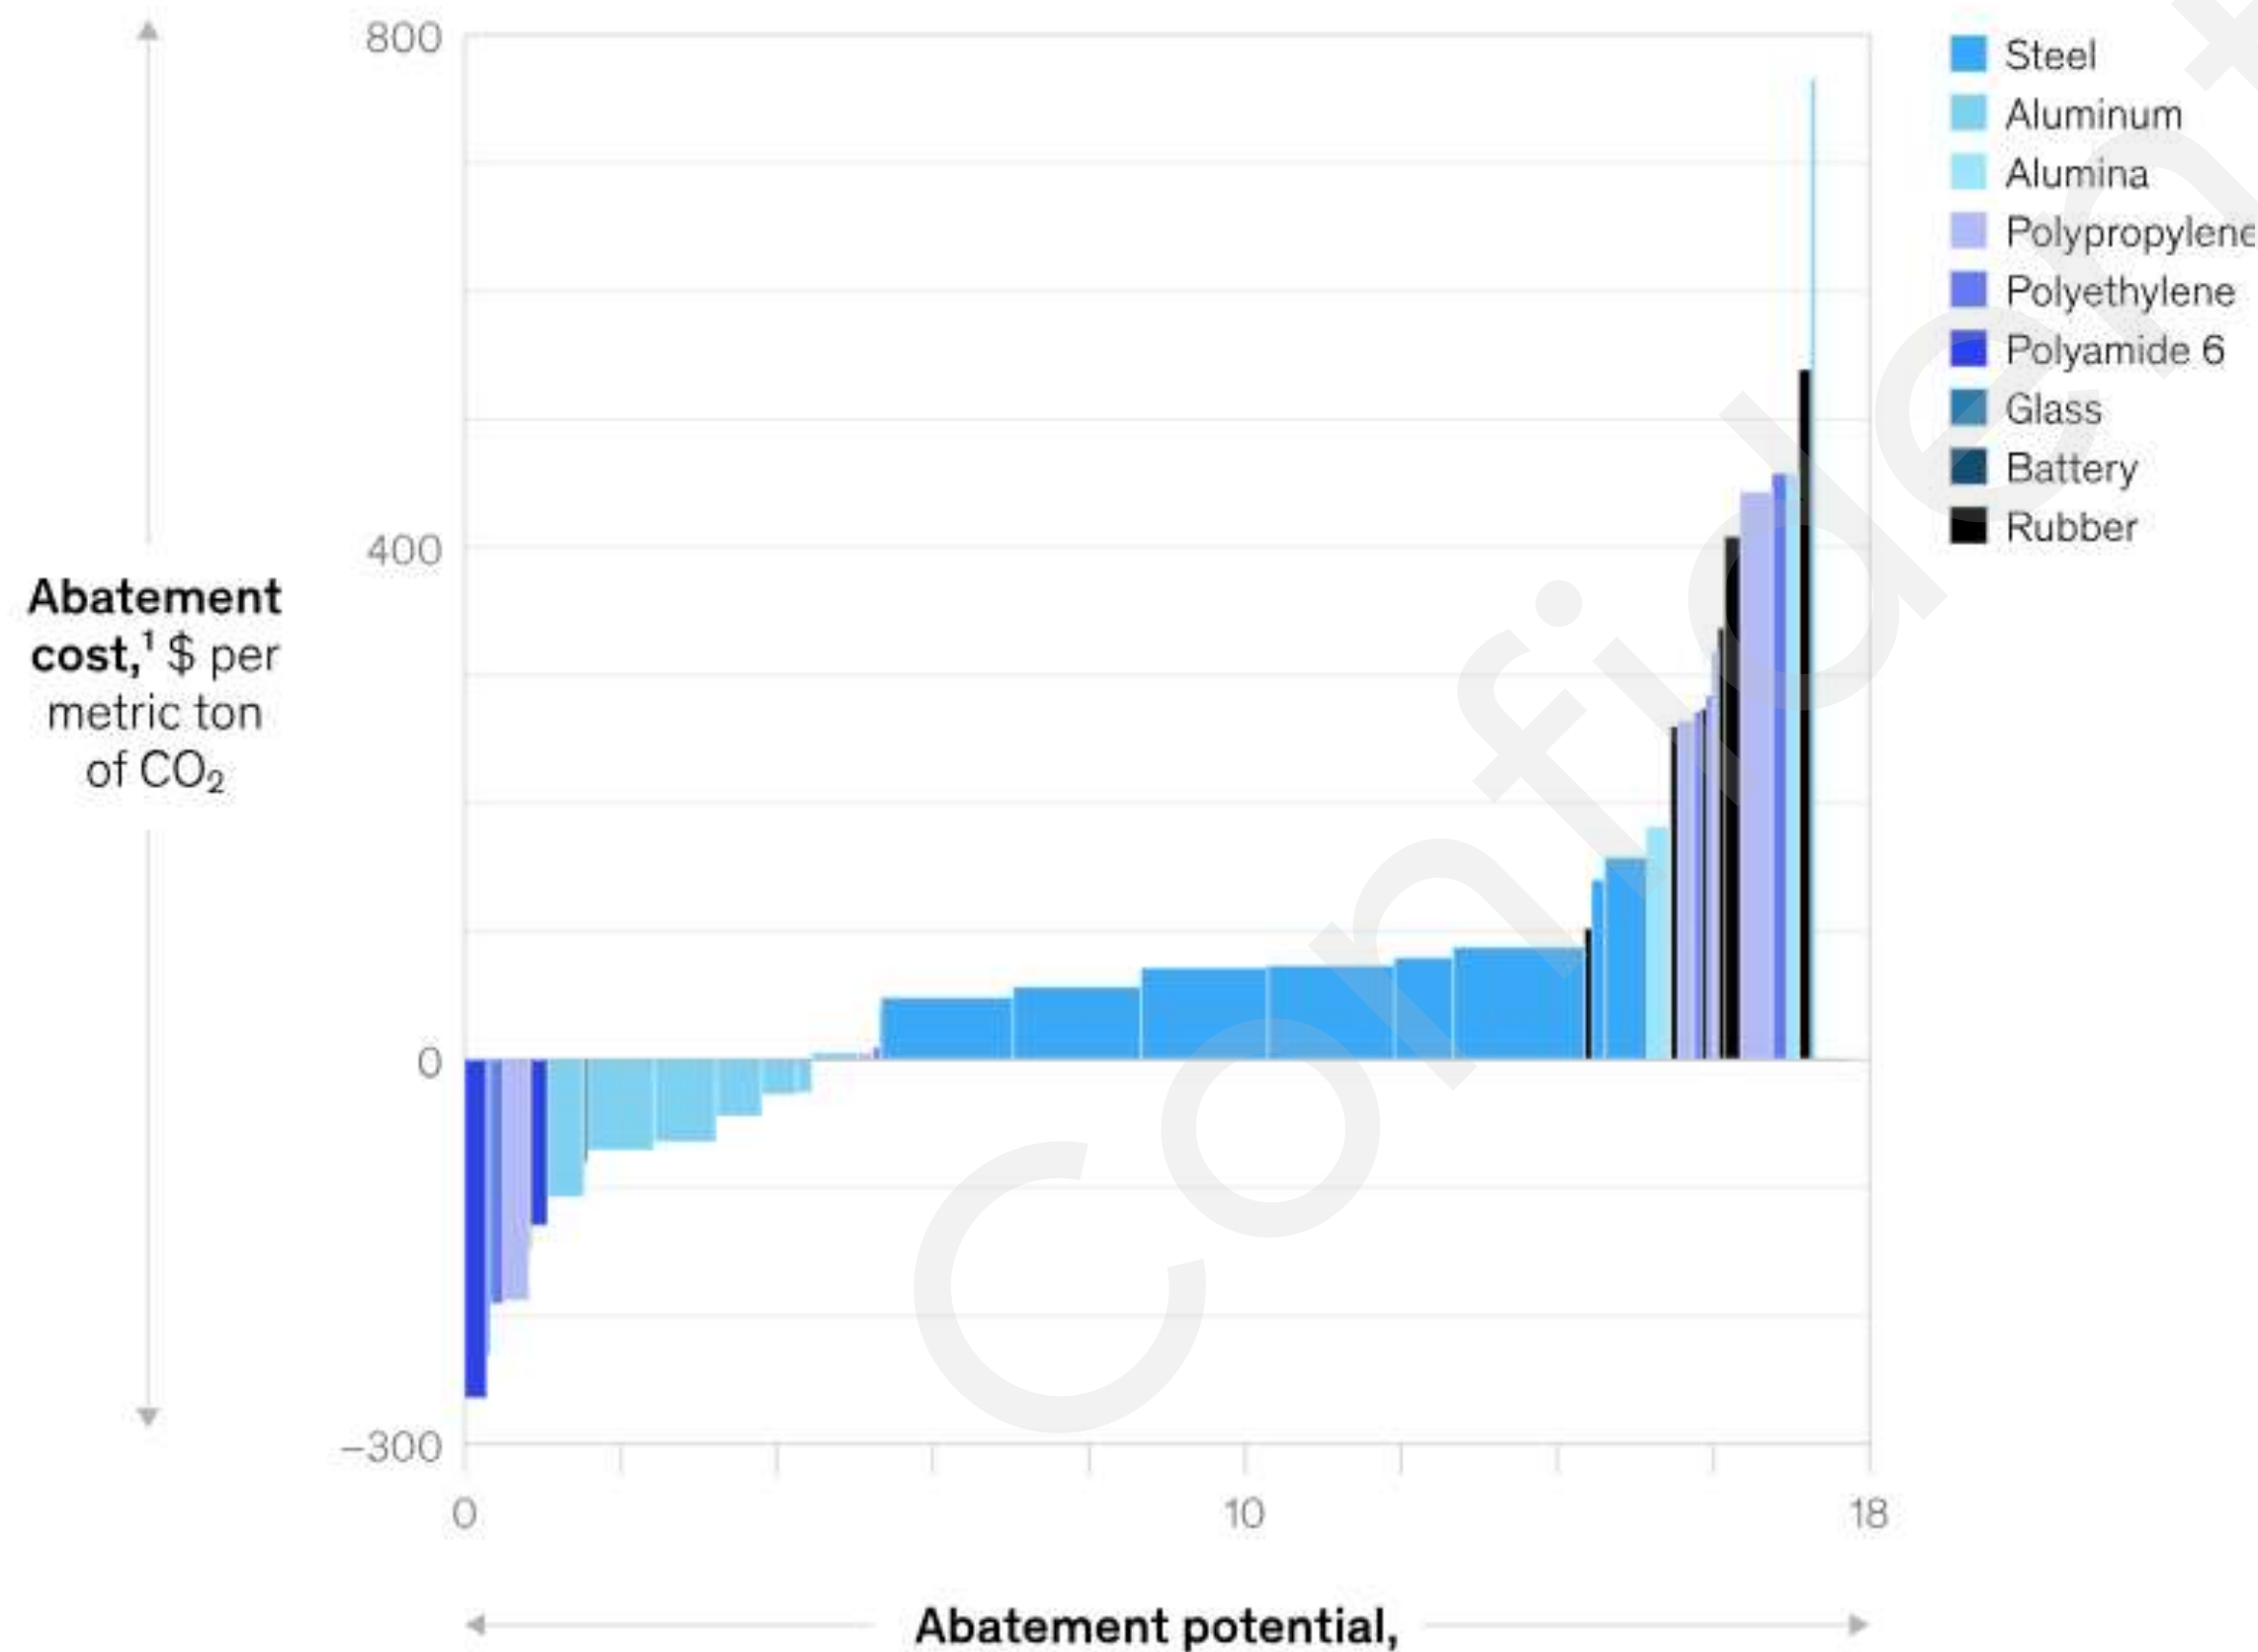 800
400
0
–300
Abatement
cost,¹ $ per
metric ton
of CO₂
0
10
18
Abatement potential,
Steel
Aluminum
Alumina
Polypropylene
Polyethylene
Polyamide 6
Glass
Battery
Rubber
Confident